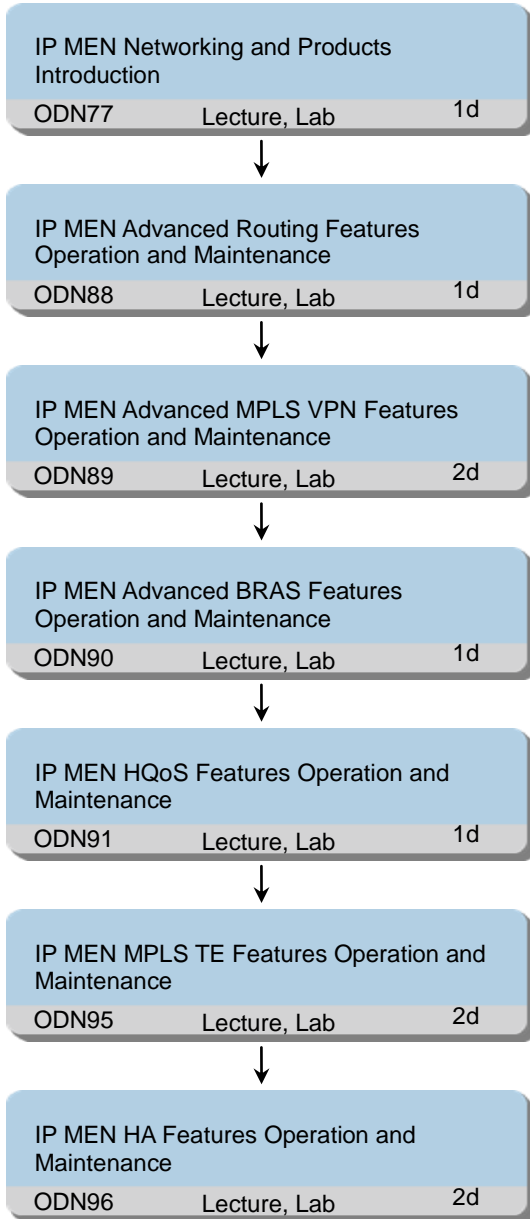 IP MEN Networking and Products
Introduction
ODN77 Lecture, Lab 1d
IP MEN Advanced Routing Features
Operation and Maintenance
ODN88 Lecture, Lab 1d
IP MEN Advanced MPLS VPN Features
Operation and Maintenance
ODN89 Lecture, Lab 2d
IP MEN Advanced BRAS Features
Operation and Maintenance
ODN90 Lecture, Lab 1d
IP MEN HQoS Features Operation and
Maintenance
ODN91 Lecture, Lab 1d
IP MEN MPLS TE Features Operation and
Maintenance
ODN95 Lecture, Lab 2d
IP MEN HA Features Operation and
Maintenance
ODN96 Lecture, Lab 2d